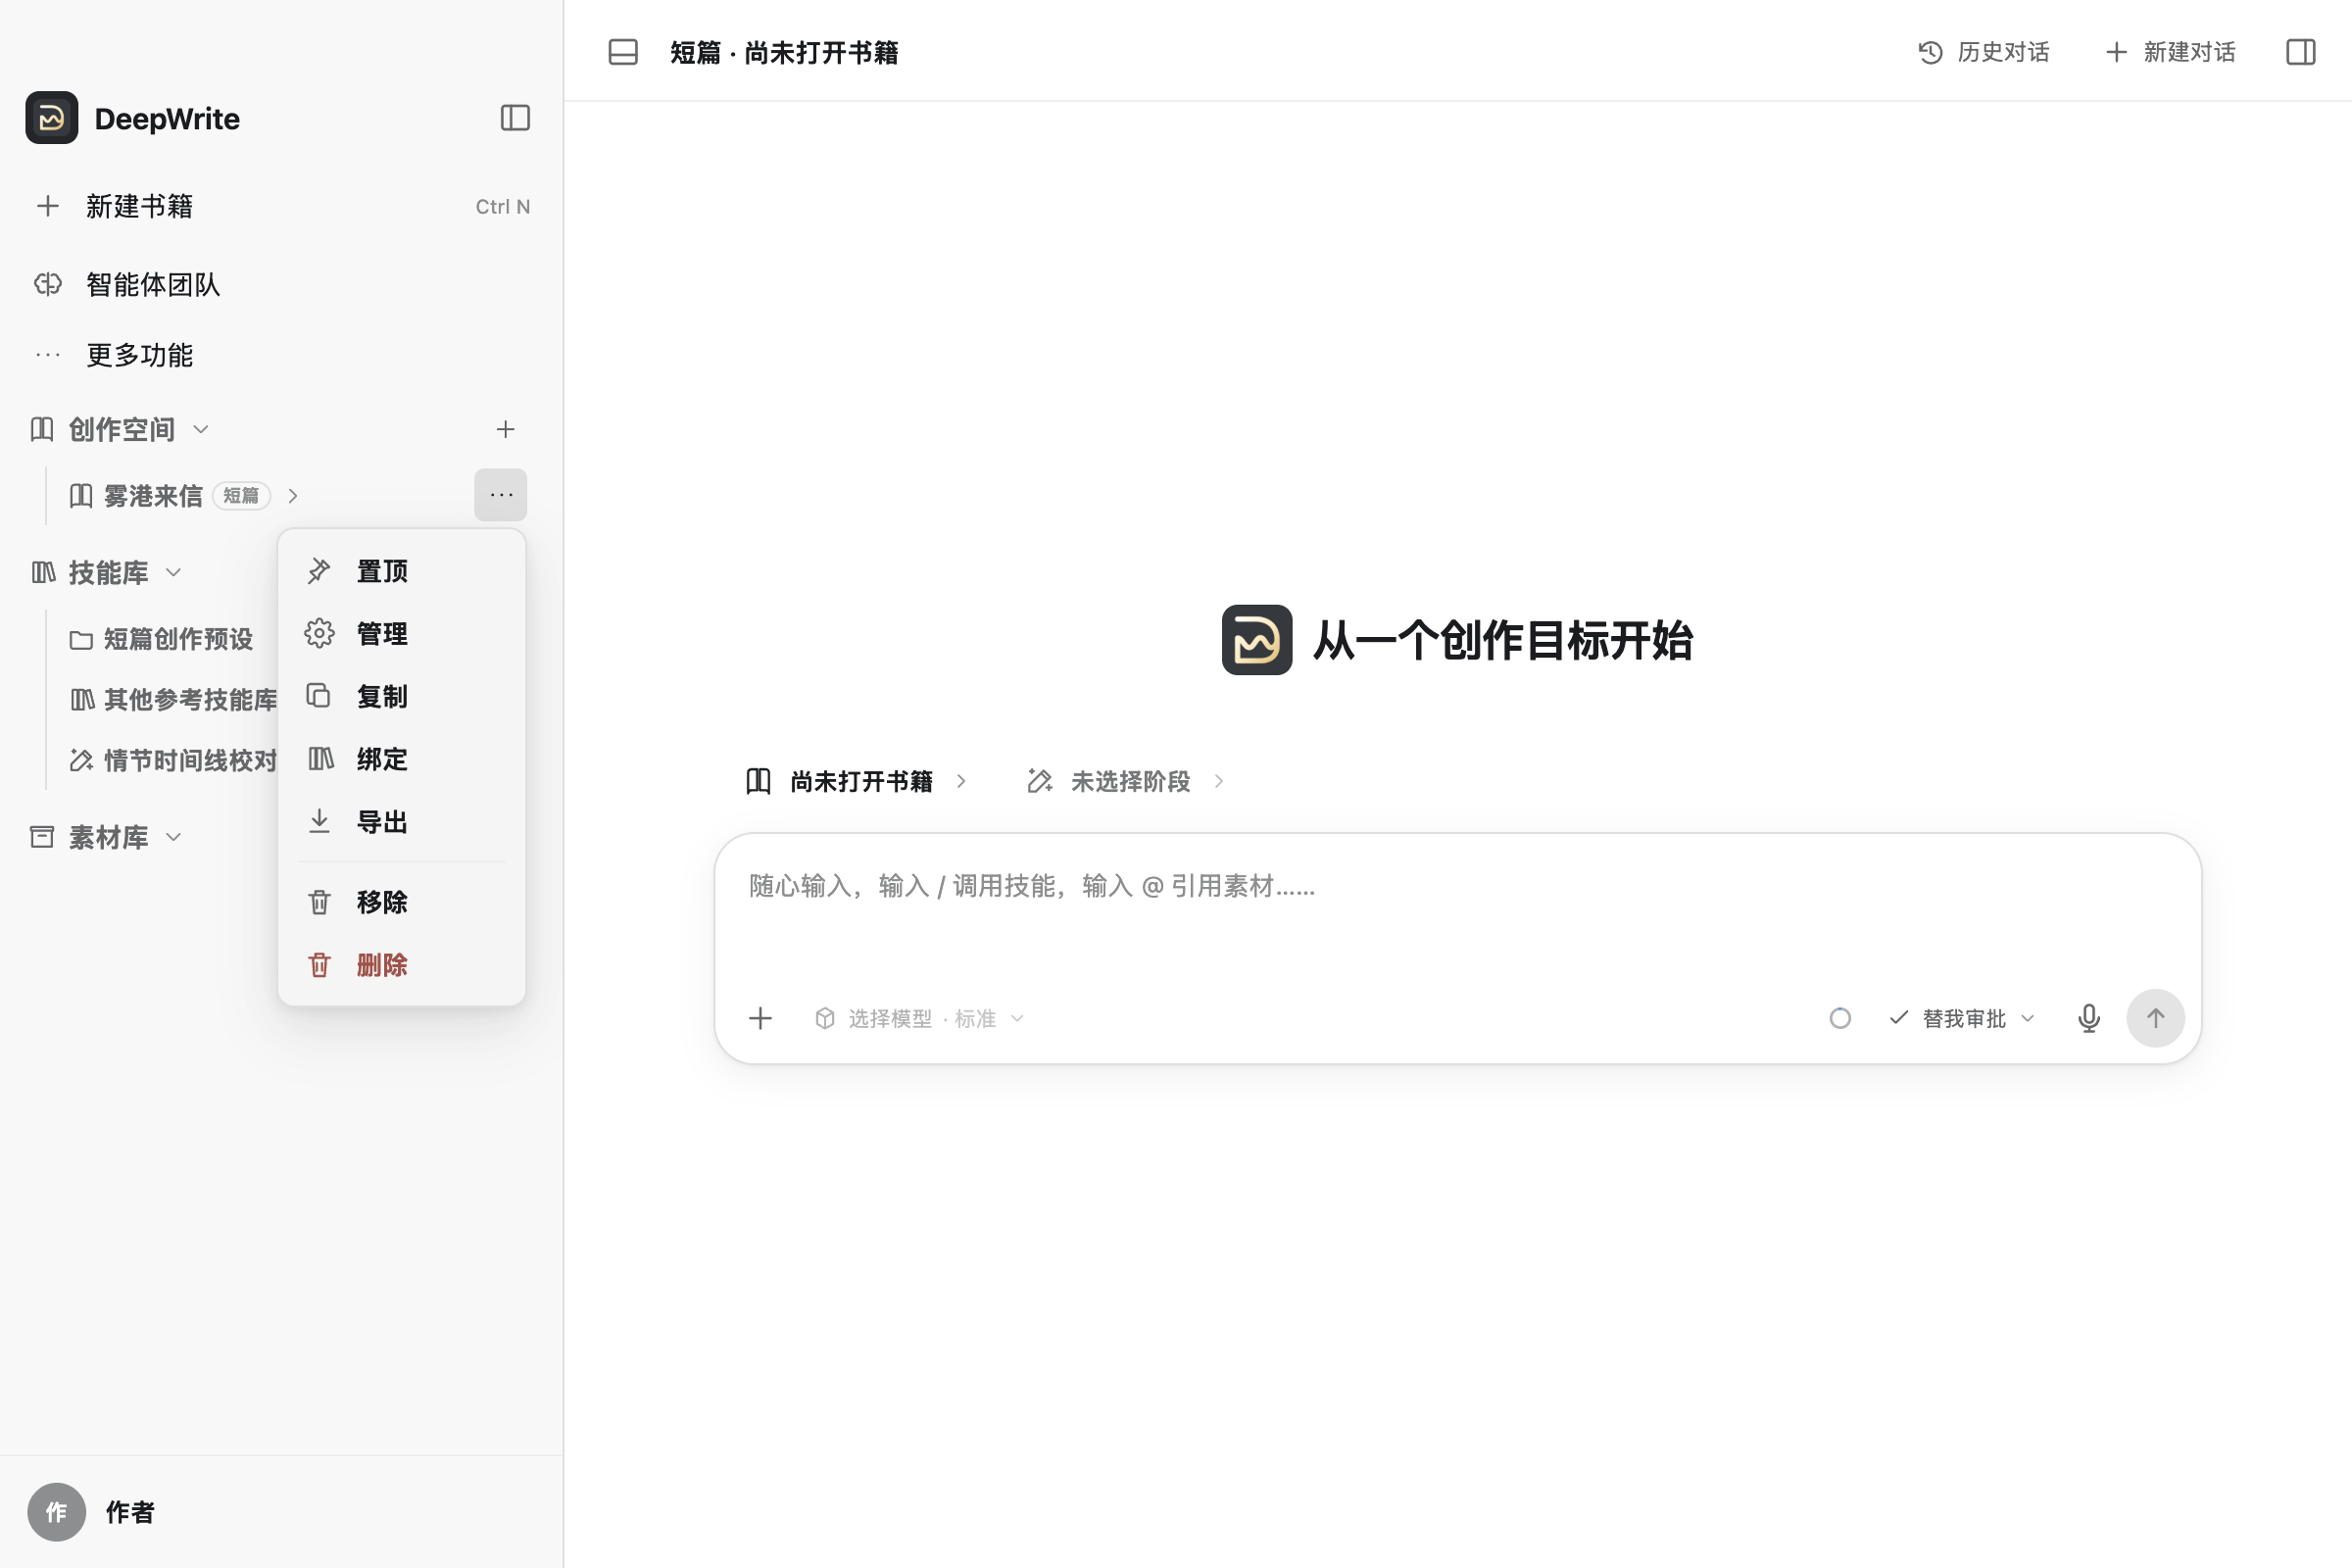 DeepWrite
新建书籍 Ctrl N
智能体团队
更多功能
创作空间
雾港来信 短篇
技能库
短篇创作预设
其他参考技能库
情节时间线校对
素材库
置顶
管理
复制
绑定
导出
移除
删除
作 作者
短篇 · 尚未打开书籍
历史对话 新建对话
从一个创作目标开始
尚未打开书籍 未选择阶段
随心输入，输入 / 调用技能，输入 @ 引用素材……
选择模型 · 标准 替我审批